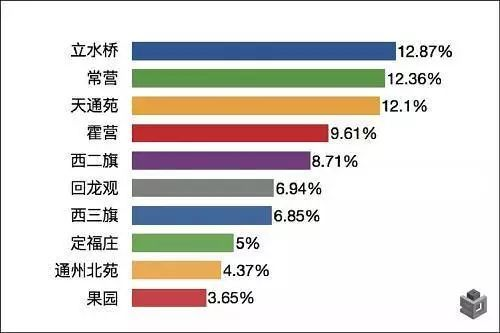 立水桥 12.87%
常营 12.36%
天通苑 12.1%
霍营 9.61%
西二旗 8.71%
回龙观 6.94%
西三旗 6.85%
定福庄 5%
通州北苑 4.37%
果园 3.65%